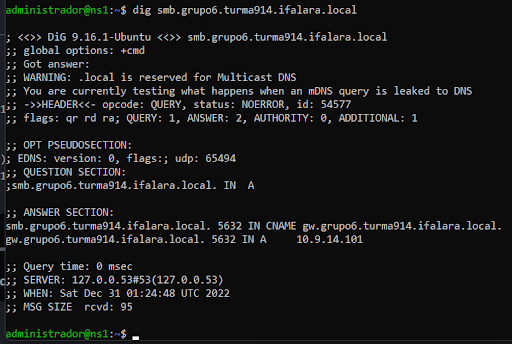 administrador@ns1:~$ dig smb.grupo6.turma914.ifalara.local
; <<>> DiG 9.16.1-Ubuntu <<>> smb.grupo6.turma914.ifalara.local
;; global options: +cmd
;; Got answer:
;; WARNING: .local is reserved for Multicast DNS
;; You are currently testing what happens when an mDNS query is leaked to DNS
;; ->>HEADER<<- opcode: QUERY, status: NOERROR, id: 54577
;; flags: qr rd ra; QUERY: 1, ANSWER: 2, AUTHORITY: 0, ADDITIONAL: 1
;; OPT PSEUDOSECTION:
; EDNS: version: 0, flags:; udp: 65494
;; QUESTION SECTION:
;smb.grupo6.turma914.ifalara.local. IN A
;; ANSWER SECTION:
smb.grupo6.turma914.ifalara.local. 5632 IN CNAME gw.grupo6.turma914.ifalara.local.
gw.grupo6.turma914.ifalara.local. 5632 IN A 10.9.14.101
;; Query time: 0 msec
;; SERVER: 127.0.0.53#53(127.0.0.53)
;; WHEN: Sat Dec 31 01:24:48 UTC 2022
;; MSG SIZE rcvd: 95
administrador@ns1:~$